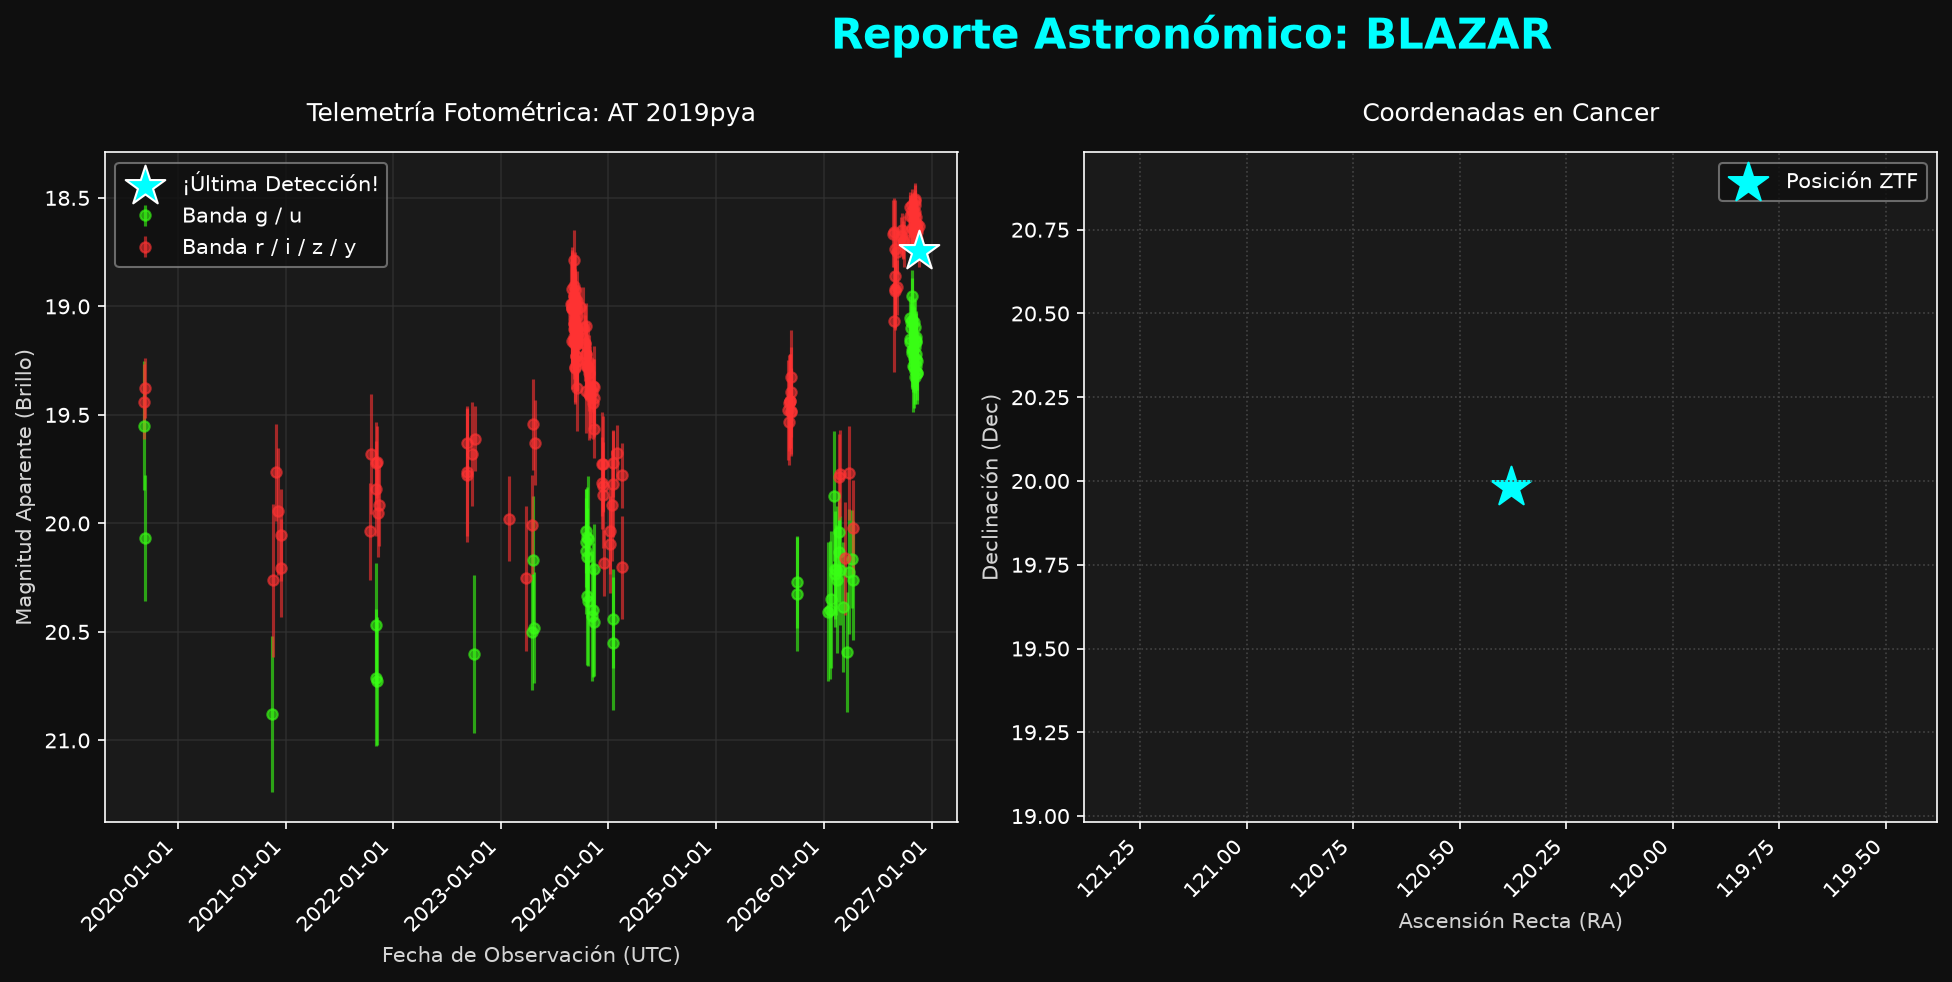 Reporte Astronómico: BLAZAR
Telemetría Fotométrica: AT 2019pya
¡Última Detección!
Banda g / u
Banda r / i / z / y
Magnitud Aparente (Brillo)
18.5
19.0
19.5
20.0
20.5
21.0
2020-01-01
2021-01-01
2022-01-01
2023-01-01
2024-01-01
2025-01-01
2026-01-01
2027-01-01
Fecha de Observación (UTC)
Coordenadas en Cancer
Posición ZTF
Declinación (Dec)
20.75
20.50
20.25
20.00
19.75
19.50
19.25
19.00
121.25
121.00
120.75
120.50
120.25
120.00
119.75
119.50
Ascensión Recta (RA)